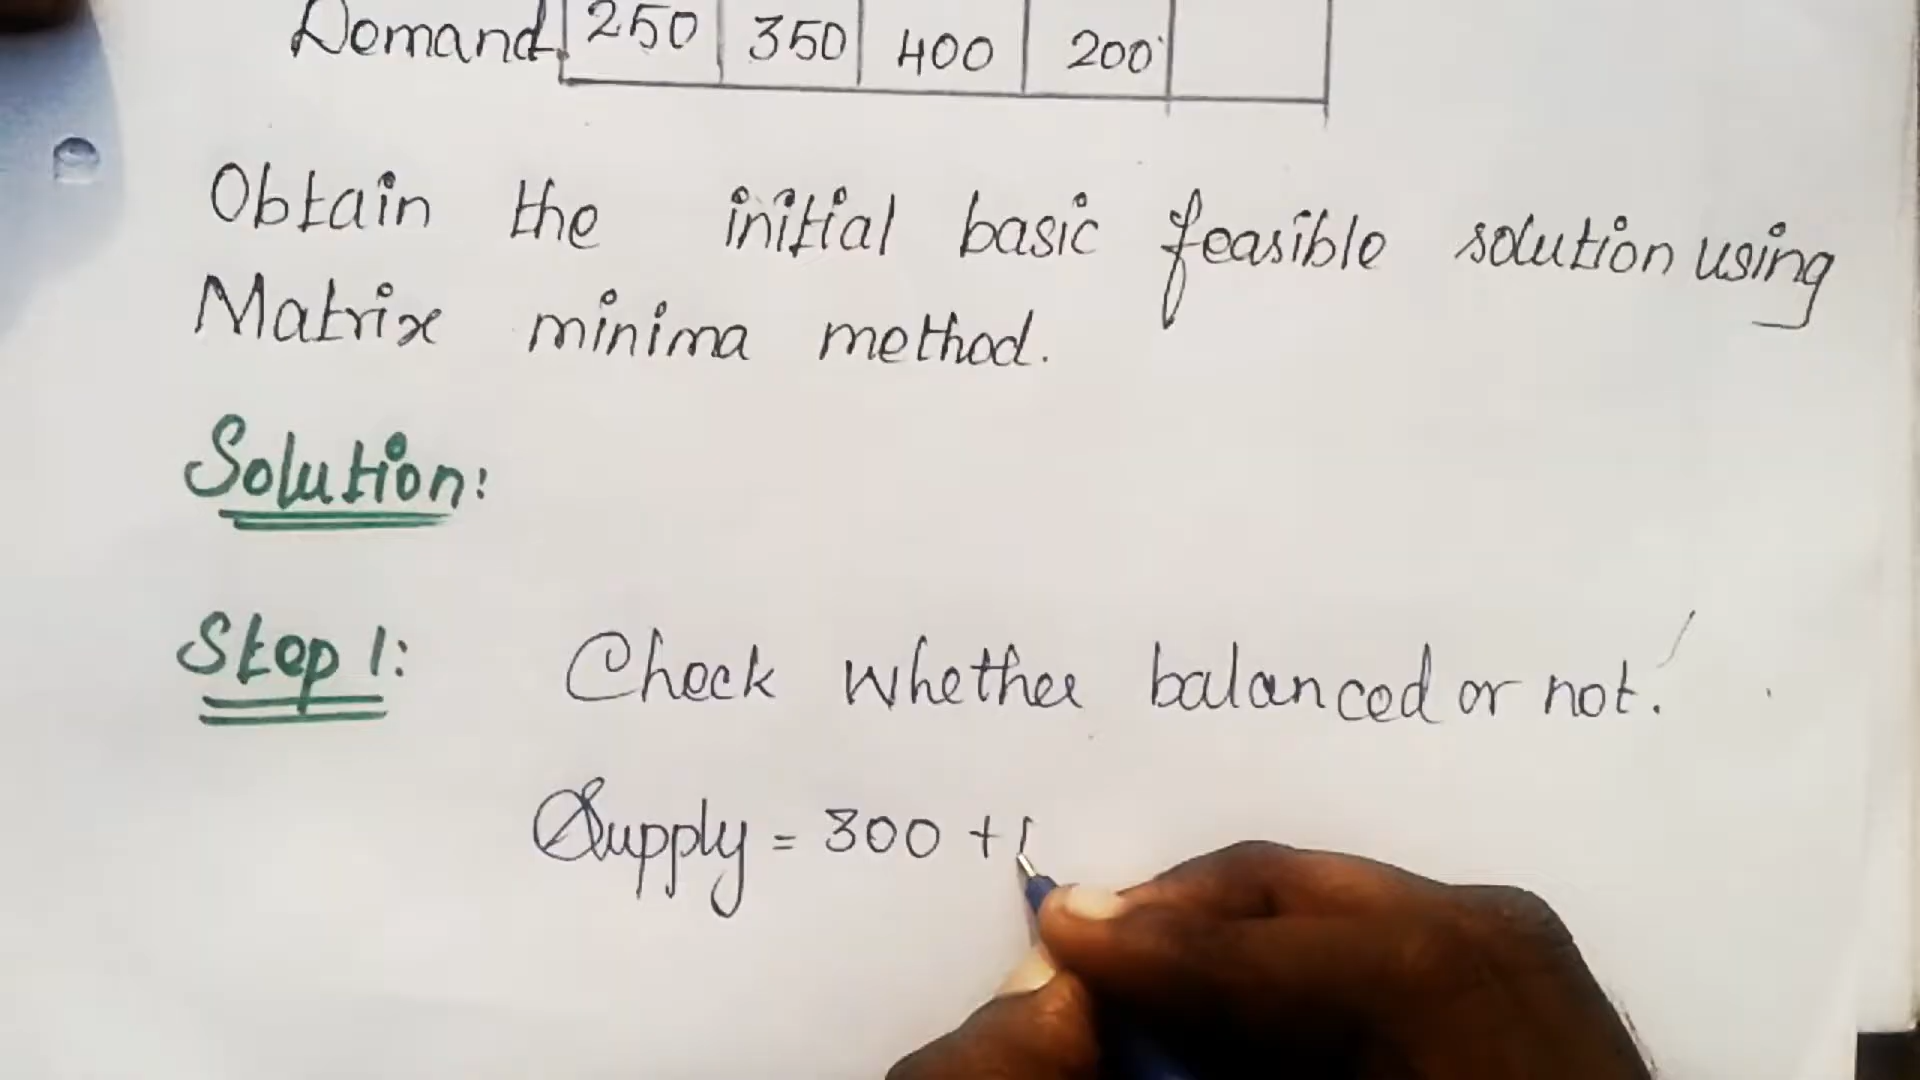 Demand 250 350 400 200
Obtain the initial basic feasible solution using
Matrix minima method.
Solution:
Step 1: Check whether balanced or not.
Supply = 300 +